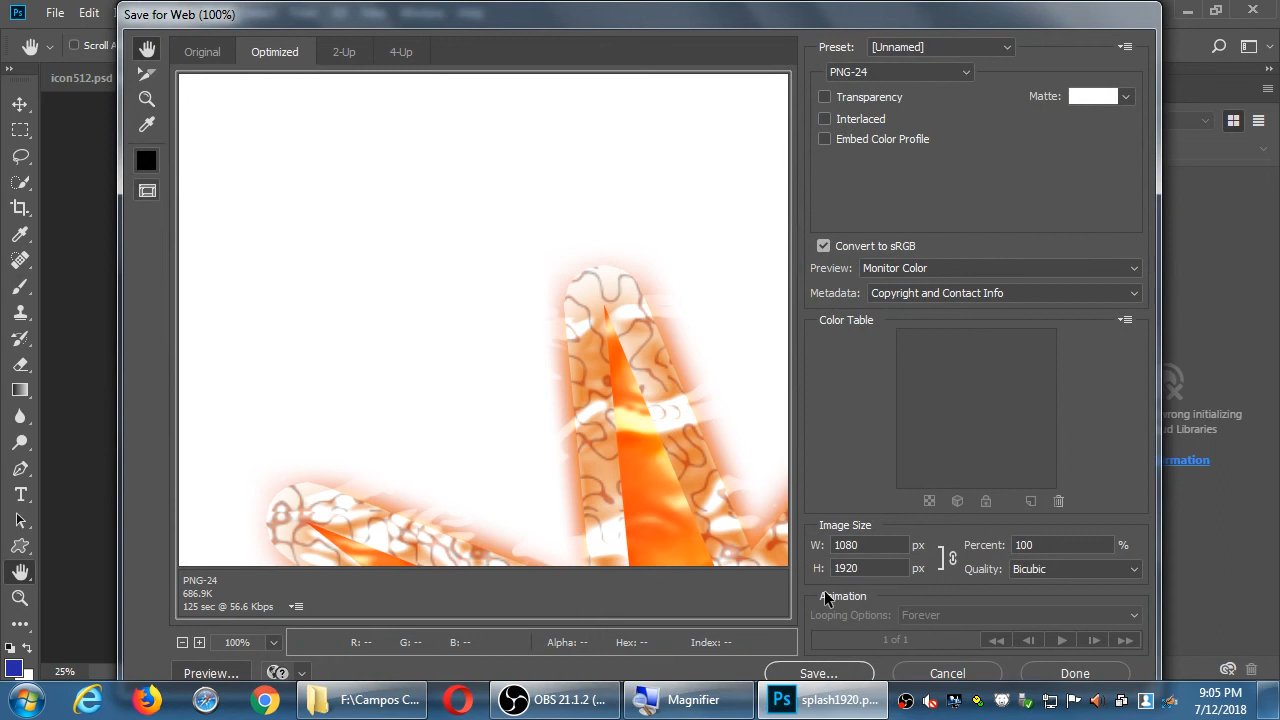 Save for Web (100%)
File
Edit
Scroll A
icon512.psd
Original
Optimized
2-Up
4-Up
Preset:
[Unnamed]
PNG-24
Transparency
Matte:
Interlaced
Embed Color Profile
Convert to sRGB
Preview:
Monitor Color
Metadata:
Copyright and Contact Info
Color Table
wrong initializing
ud Libraries
rmation
Image Size
W:
1080
px
Percent:
100
%
H:
1920
px
Quality:
Bicubic
PNG-24
686.9K
125 sec @ 56.6 Kbps
Animation
Looping Options:
Forever
1 of 1
100%
R: --
G: --
B: --
Alpha: --
Hex: --
Index: --
25%
Preview...
Save...
Cancel
Done
F:\Campos C...
OBS 21.1.2 (...
Magnifier
Ps
splash1920.p...
9:05 PM
7/12/2018